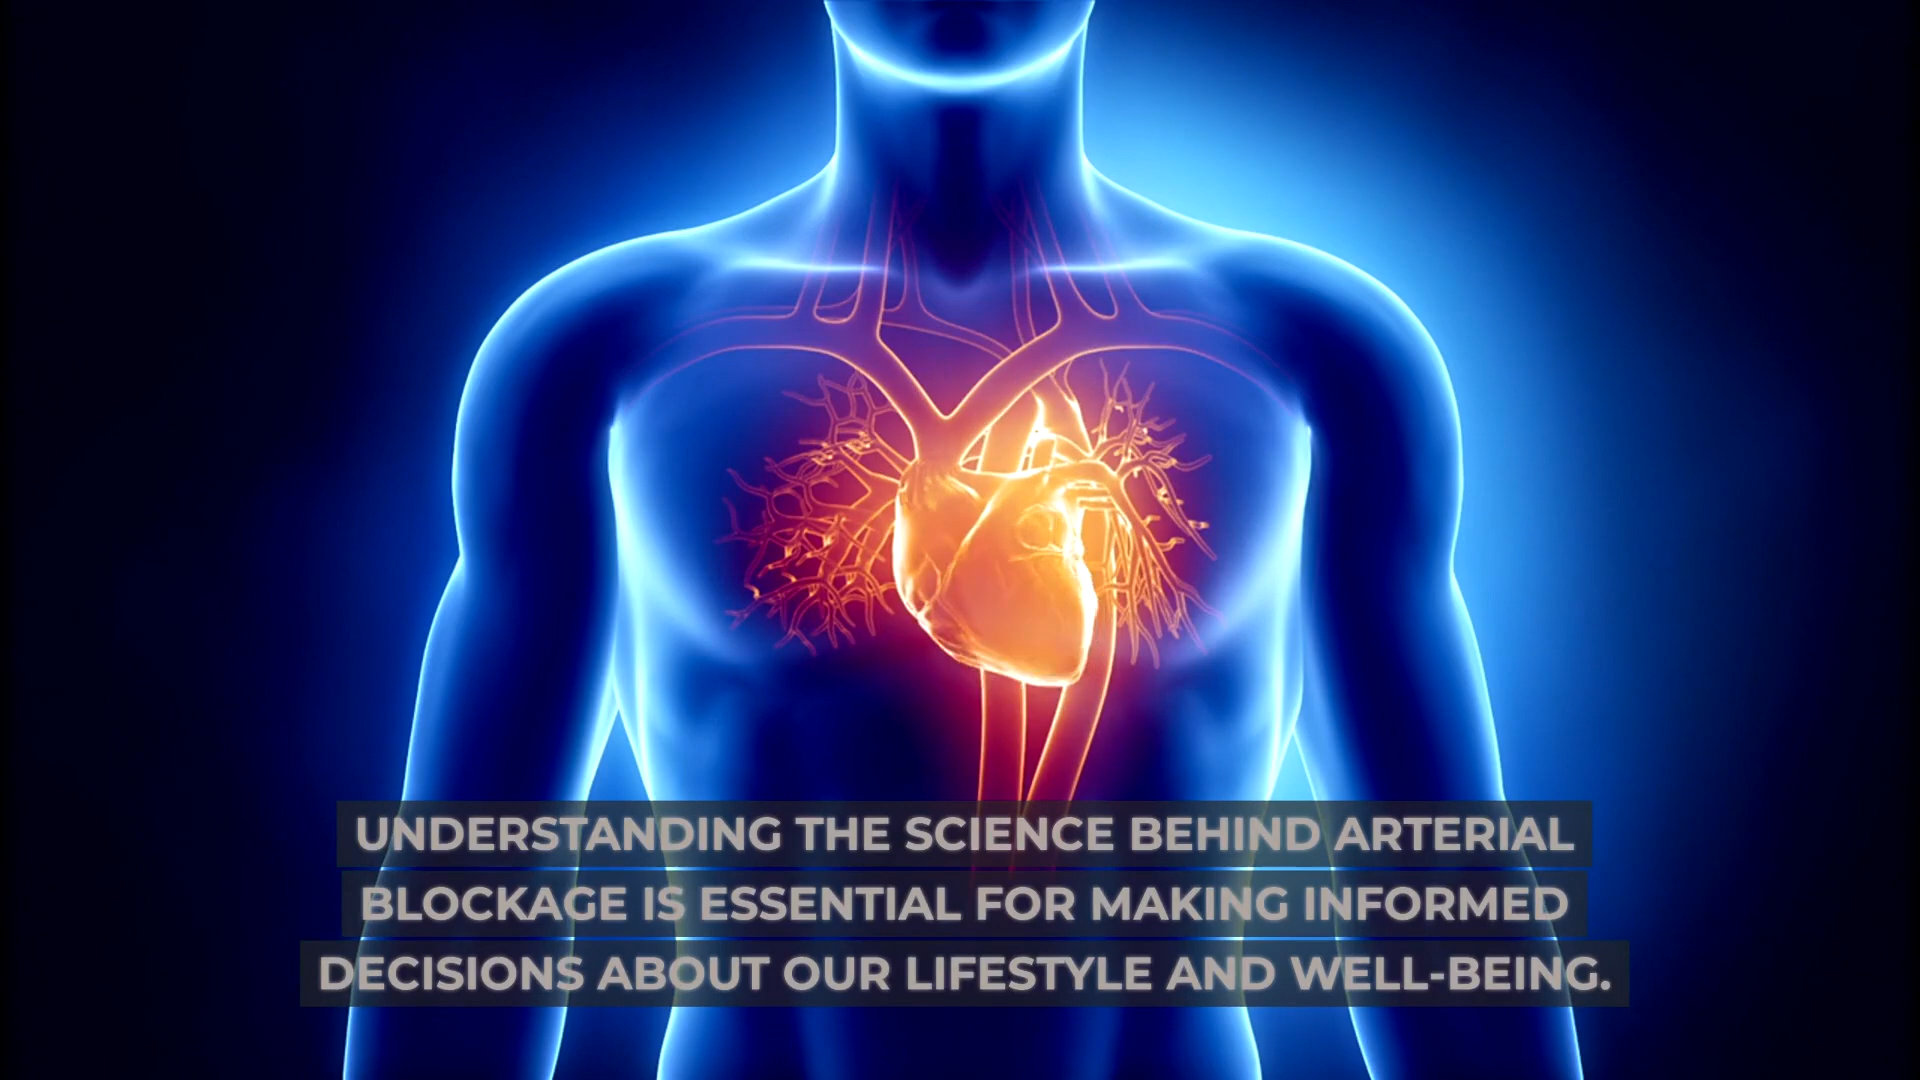 UNDERSTANDING THE SCIENCE BEHIND ARTERIAL
BLOCKAGE IS ESSENTIAL FOR MAKING INFORMED
DECISIONS ABOUT OUR LIFESTYLE AND WELL-BEING.